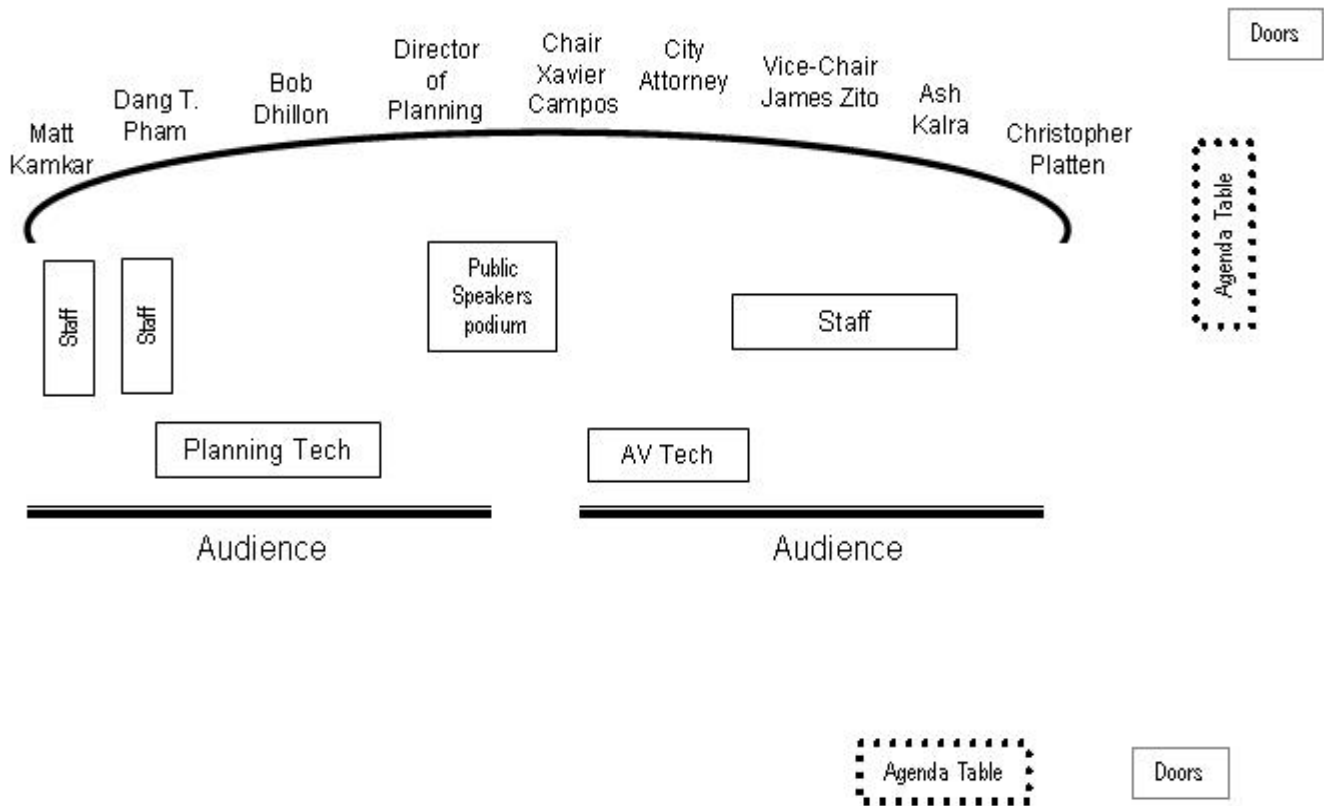 Doors
Matt
Kamkar
Dang T.
Pham
Bob
Dhillon
Director
of
Planning
Chair
Xavier
Campos
City
Attorney
Vice-Chair
James Zito
Ash
Kalra
Christopher
Platten
Agenda Table
Staff
Staff
Public
Speakers
podium
Staff
Planning Tech
AV Tech
Audience
Audience
Agenda Table
Doors